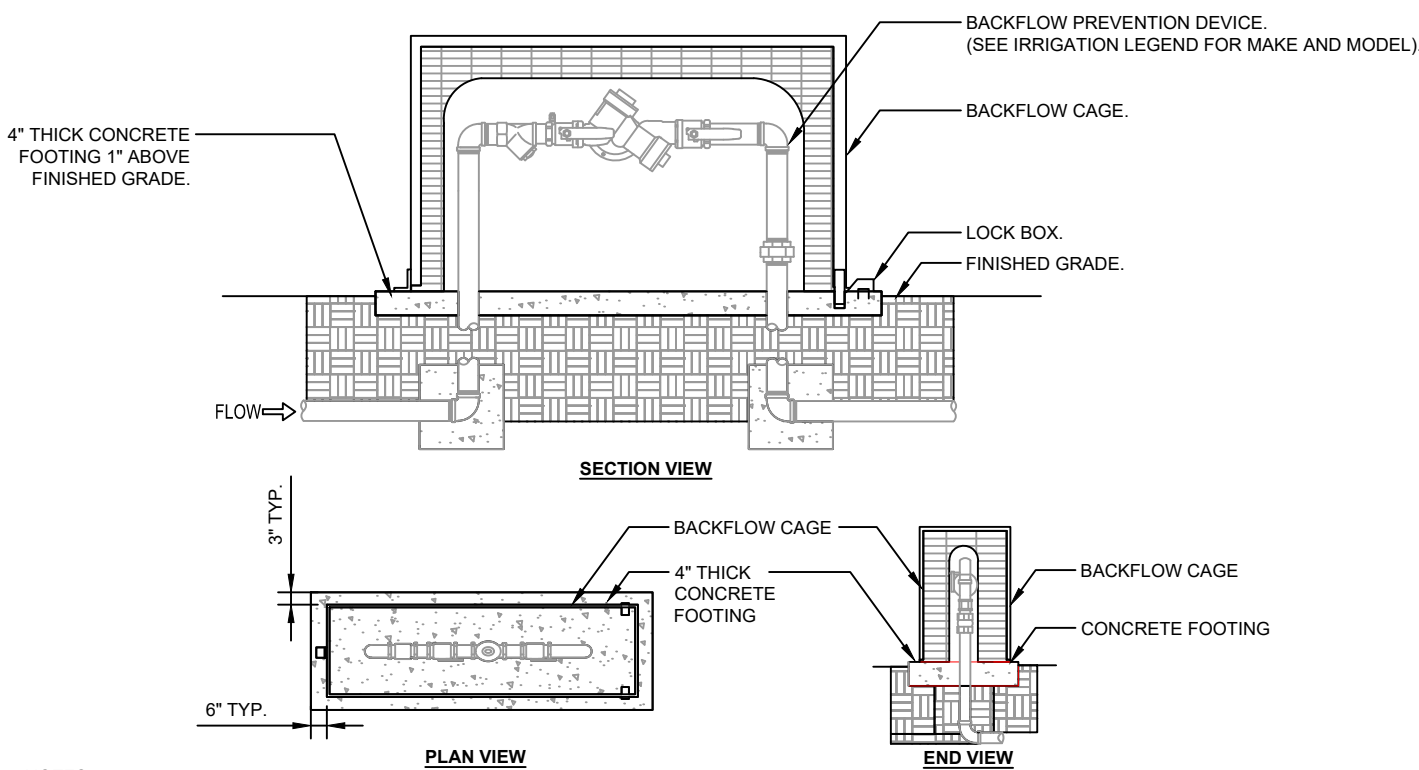 BACKFLOW PREVENTION DEVICE.
(SEE IRRIGATION LEGEND FOR MAKE AND MODEL).
BACKFLOW CAGE.
4" THICK CONCRETE
FOOTING 1" ABOVE
FINISHED GRADE.
LOCK BOX.
FINISHED GRADE.
FLOW
SECTION VIEW
3" TYP.
BACKFLOW CAGE
4" THICK
CONCRETE
FOOTING
BACKFLOW CAGE
CONCRETE FOOTING
6" TYP.
PLAN VIEW
END VIEW